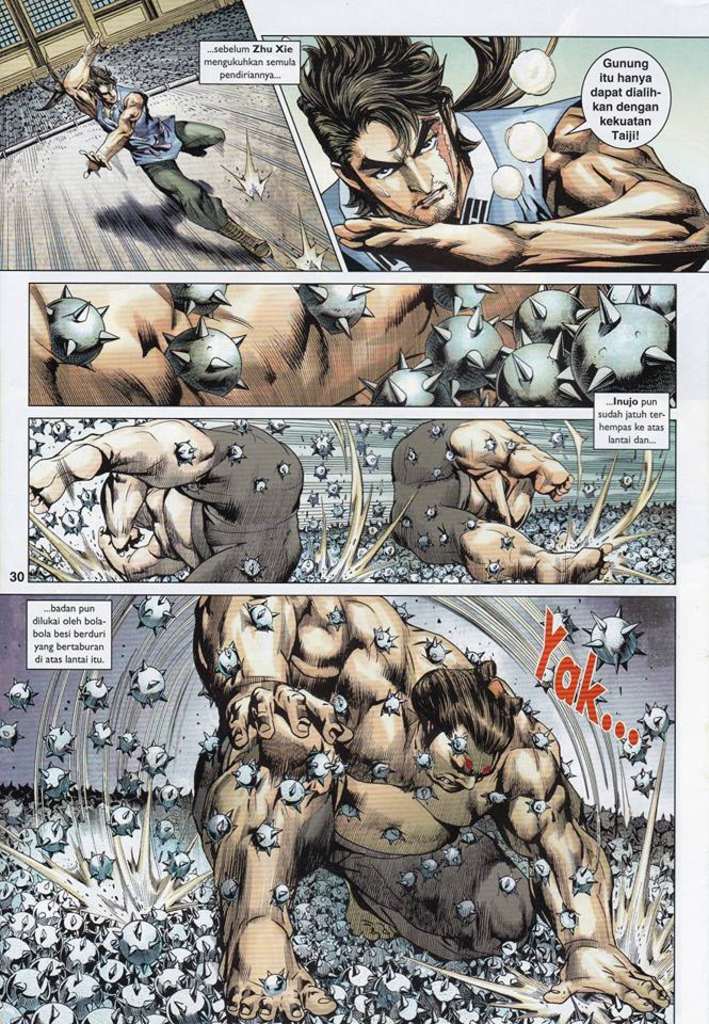 ...sebelum Zhu Xie
mengukuhkan semula
pendiriannya...
Gunung
itu hanya
dapat dialih-
kan dengan
kekuatan
Taiji!
...Inujo pun
sudah jatuh ter-
hempas ke atas
lantai dan...
30
...badan pun
dilukai oleh bola-
bola besi berduri
yang bertaburan
di atas lantai itu.
Yak...